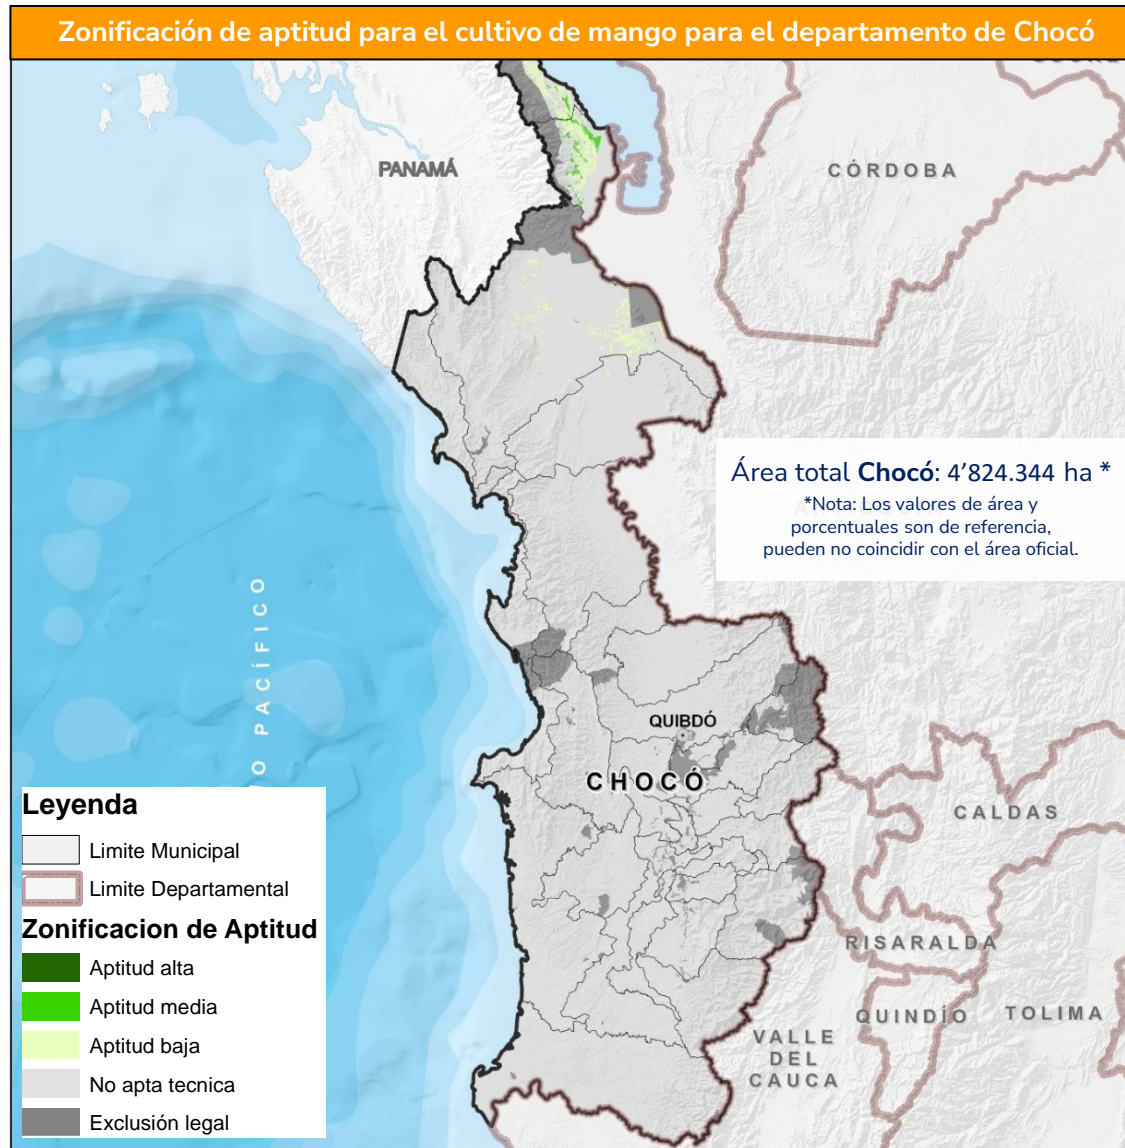 Zonificación de aptitud para el cultivo de mango para el departamento de Chocó
PANAMÁ
CÓRDOBA
Área total Chocó: 4’824.344 ha *
*Nota: Los valores de área y
porcentuales son de referencia,
pueden no coincidir con el área oficial.
O PACÍFICO
QUIBDÓ
CHOCÓ
CALDAS
RISARALDA
QUINDÍO
TOLIMA
VALLE
DEL
CAUCA
Leyenda
Limite Municipal
Limite Departamental
Zonificacion de Aptitud
Aptitud alta
Aptitud media
Aptitud baja
No apta tecnica
Exclusión legal